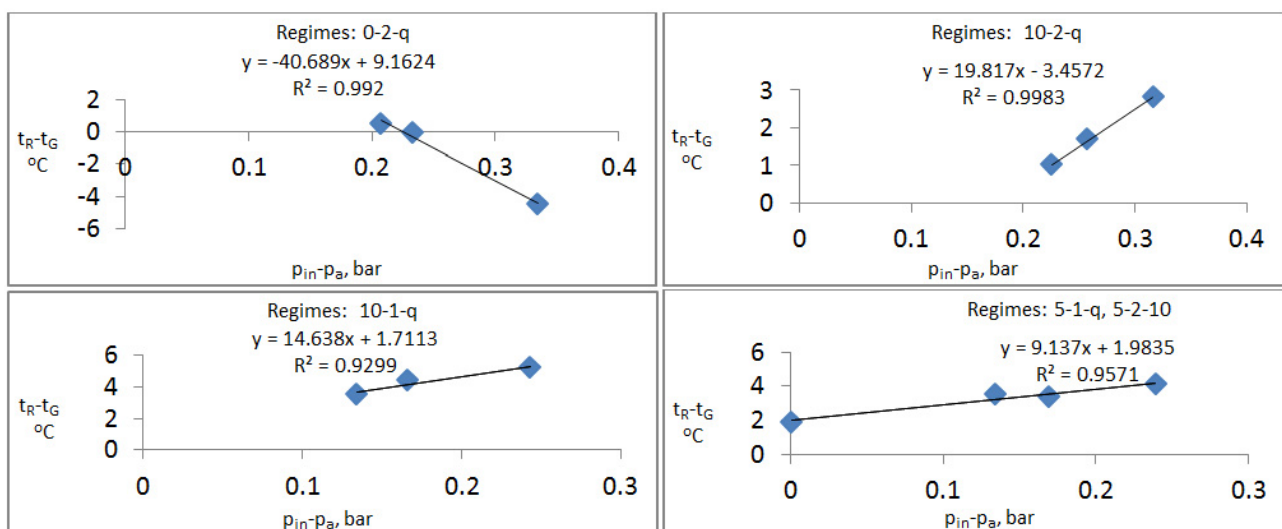 Regimes: 0-2-q
y = -40.689x + 9.1624
R² = 0.992
2
0
-2
-4
-6
tR-tG
ºC
0
0.1
0.2
0.3
0.4
pin-pa, bar
Regimes: 10-2-q
y = 19.817x - 3.4572
R² = 0.9983
3
2
1
0
tR-tG
ºC
0
0.1
0.2
0.3
0.4
pin-pa, bar
Regimes: 10-1-q
y = 14.638x + 1.7113
R² = 0.9299
6
4
2
0
tR-tG
ºC
0
0.1
0.2
0.3
pin-pa, bar
Regimes: 5-1-q, 5-2-10
y = 9.137x + 1.9835
R² = 0.9571
6
4
2
0
tR-tG
ºC
0
0.1
0.2
0.3
pin-pa, bar